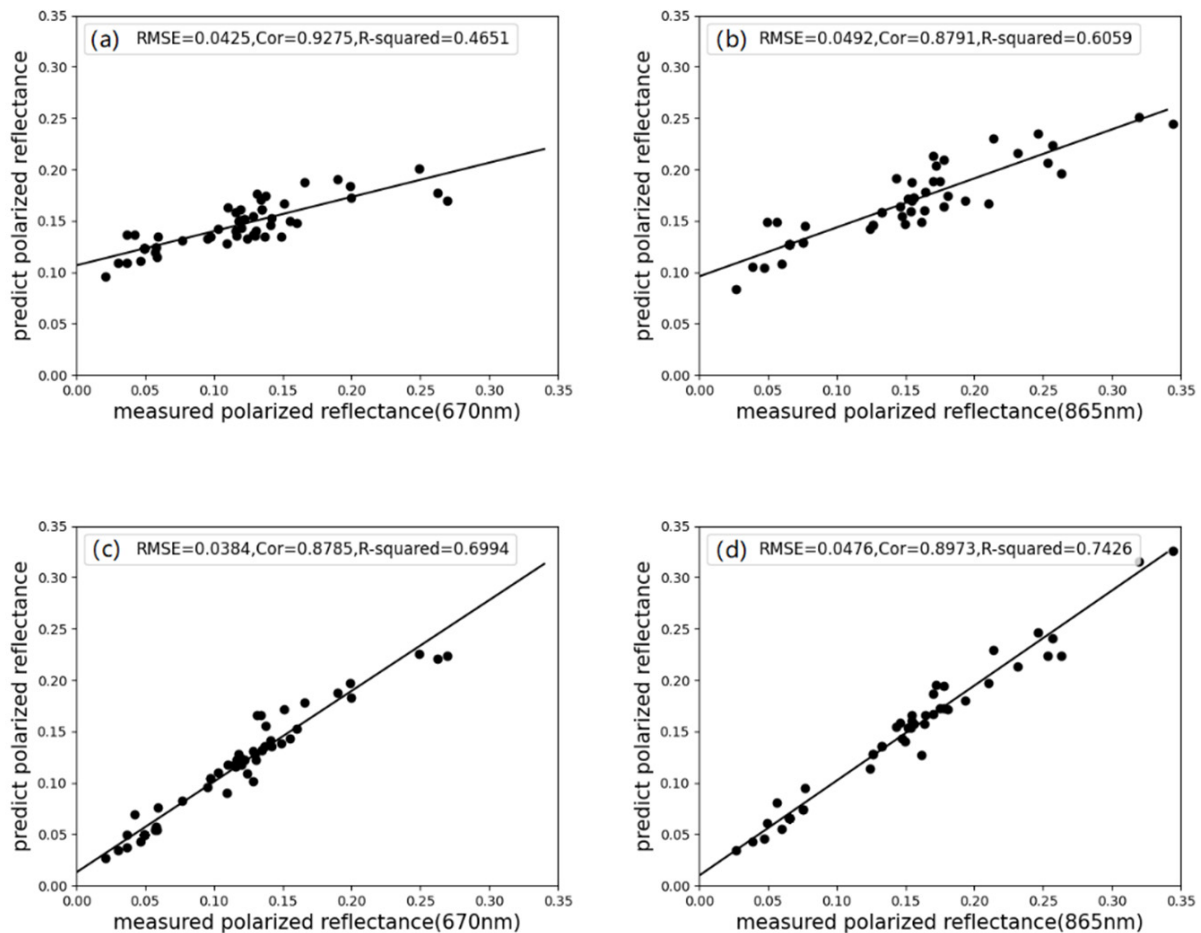 (a) RMSE=0.0425,Cor=0.9275,R-squared=0.4651
0.35
0.30
0.25
0.20
0.15
0.10
0.05
0.00
predict polarized reflectance
0.00 0.05 0.10 0.15 0.20 0.25 0.30 0.35
measured polarized reflectance(670nm)
(b) RMSE=0.0492,Cor=0.8791,R-squared=0.6059
0.35
0.30
0.25
0.20
0.15
0.10
0.05
0.00
predict polarized reflectance
0.00 0.05 0.10 0.15 0.20 0.25 0.30 0.35
measured polarized reflectance(865nm)
(c) RMSE=0.0384,Cor=0.8785,R-squared=0.6994
0.35
0.30
0.25
0.20
0.15
0.10
0.05
0.00
predict polarized reflectance
0.00 0.05 0.10 0.15 0.20 0.25 0.30 0.35
measured polarized reflectance(670nm)
(d) RMSE=0.0476,Cor=0.8973,R-squared=0.7426
0.35
0.30
0.25
0.20
0.15
0.10
0.05
0.00
predict polarized reflectance
0.00 0.05 0.10 0.15 0.20 0.25 0.30 0.35
measured polarized reflectance(865nm)